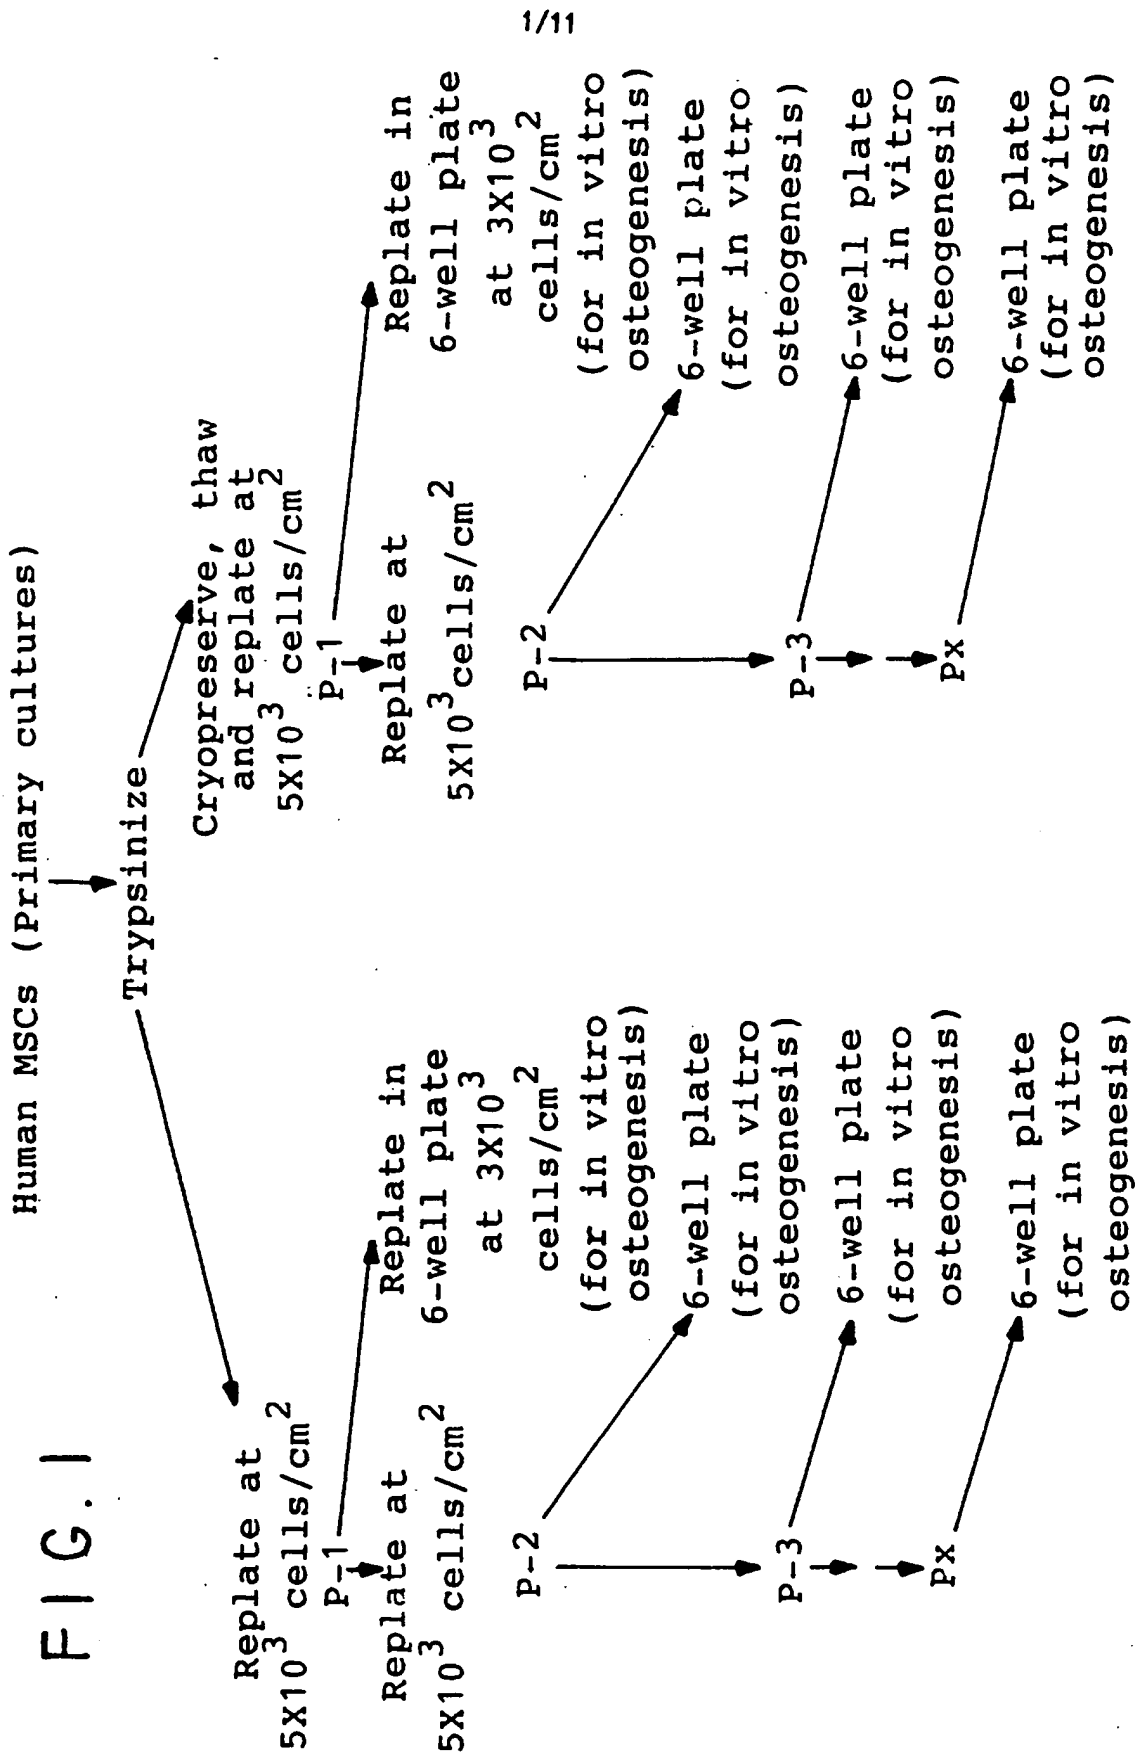 1/11
FIG.1
Human MSCs (Primary cultures)
Trypsinize
Replate at
5X10³ cells/cm²
P-1
Replate at
5X10³ cells/cm²
Replate in
6-well plate
at 3X10³
cells/cm²
(for in vitro
osteogenesis)
P-2
6-well plate
(for in vitro
osteogenesis)
P-3
6-well plate
(for in vitro
osteogenesis)
Px
6-well plate
(for in vitro
osteogenesis)
Cryopreserve, thaw
and replate at
5X10³ cells/cm²
P-1
Replate at
5X10³cells/cm²
Replate in
6-well plate
at 3X10³
cells/cm²
(for in vitro
osteogenesis)
P-2
6-well plate
(for in vitro
osteogenesis)
P-3
6-well plate
(for in vitro
osteogenesis)
Px
6-well plate
(for in vitro
osteogenesis)